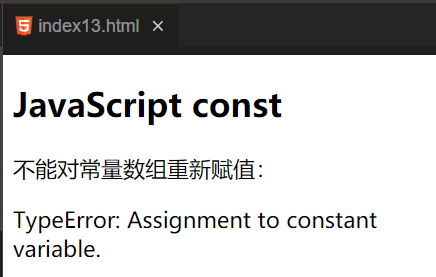 index13.html
JavaScript const
不能对常量数组重新赋值：
TypeError: Assignment to constant
variable.